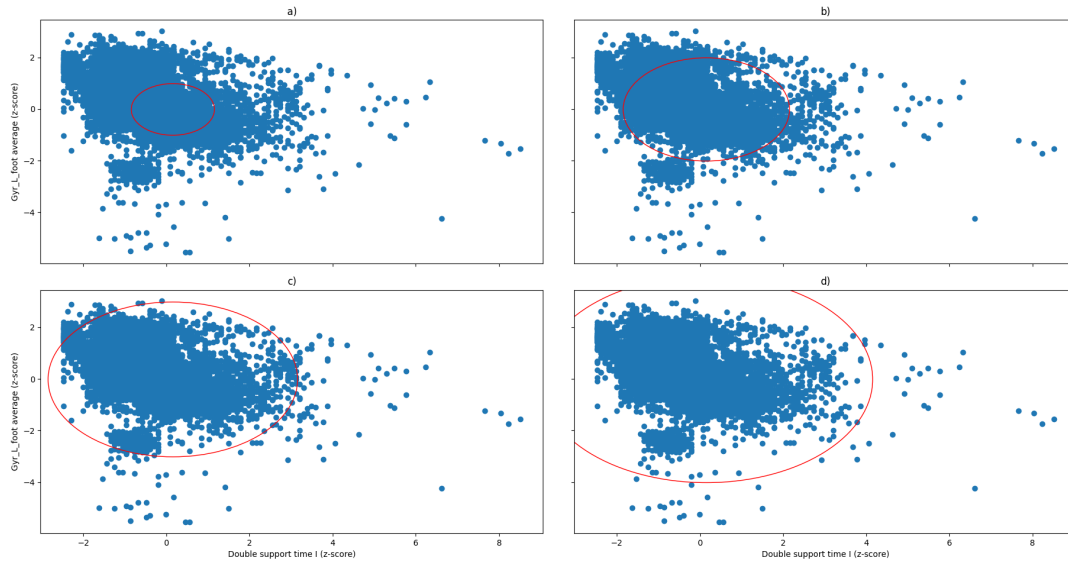 a)
b)
2
0
−2
−4
Gyr_L_foot average (z-score)
c)
d)
2
0
−2
−4
Gyr_L_foot average (z-score)
−2 0 2 4 6 8
−2 0 2 4 6 8
Double support time I (z-score)
Double support time I (z-score)